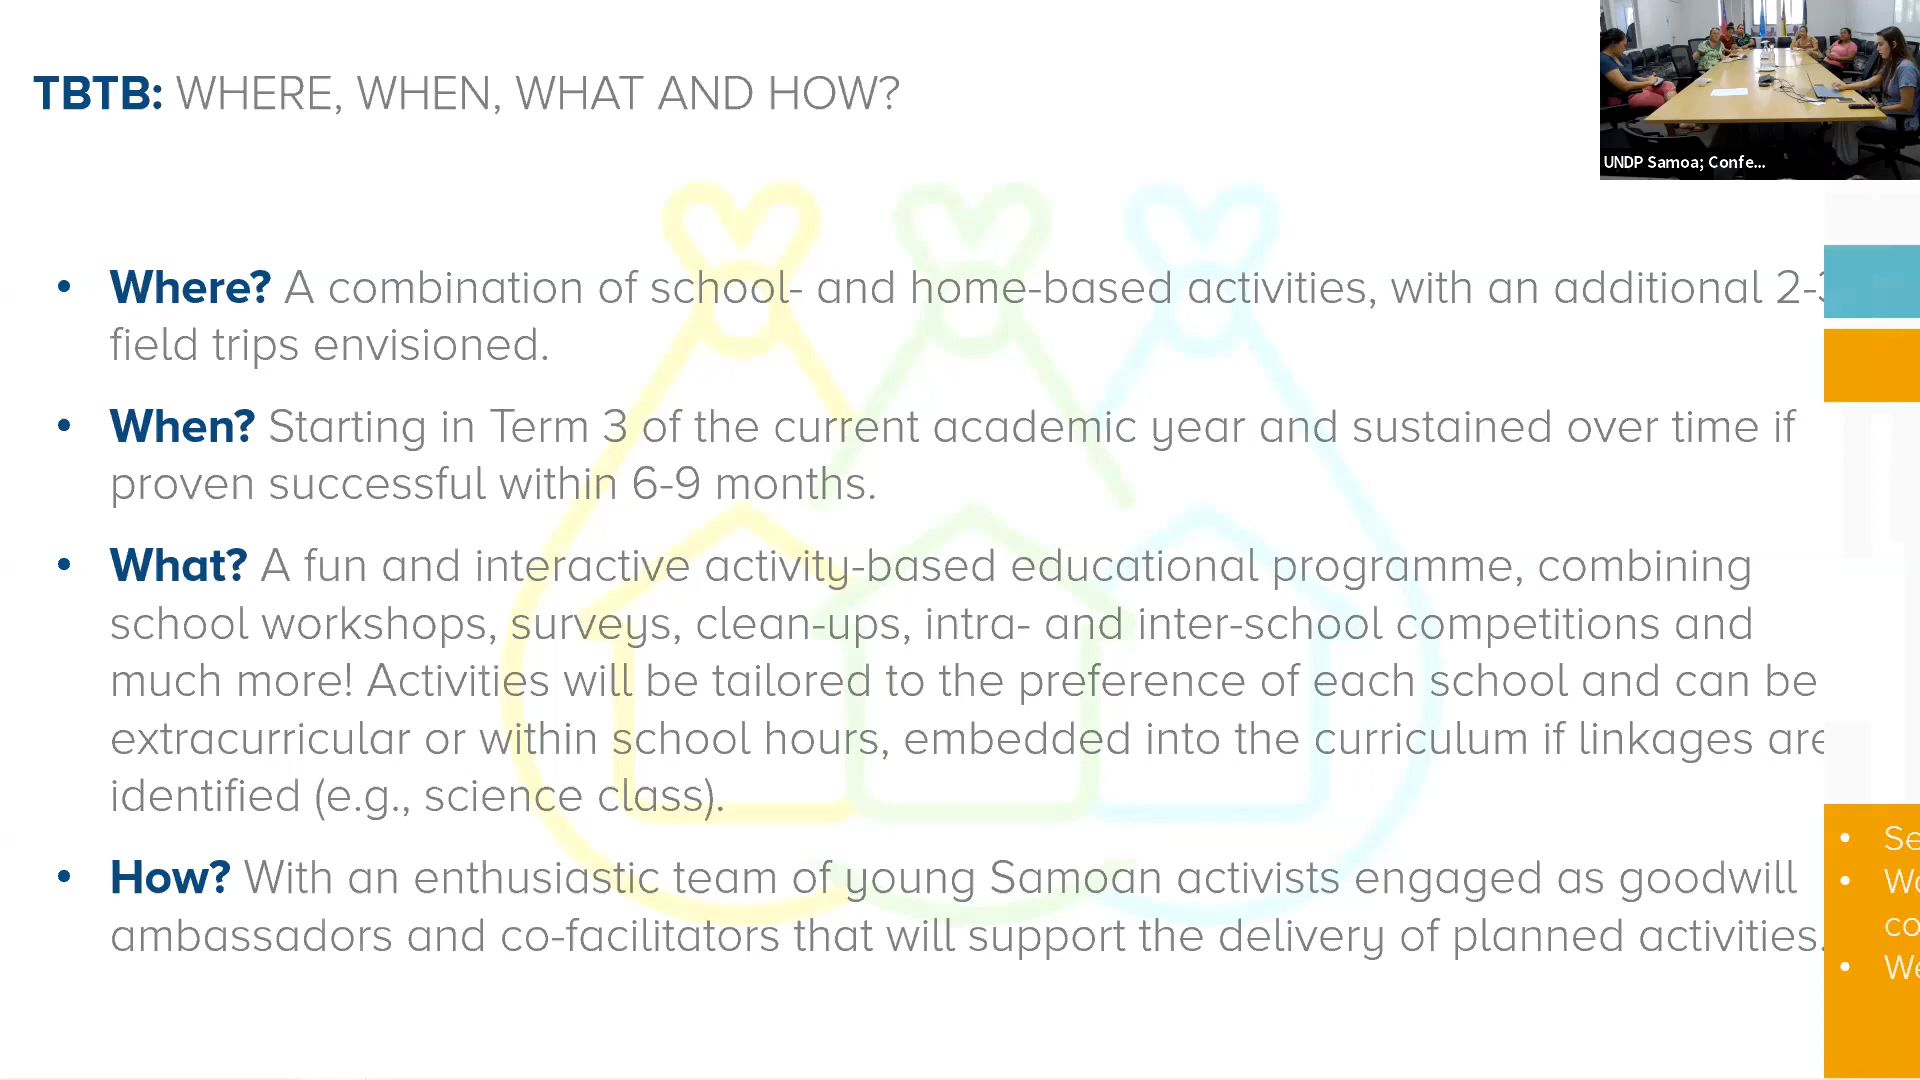 TBTB: WHERE, WHEN, WHAT AND HOW?
UNDP Samoa; Confe...
• Where? A combination of school- and home-based activities, with an additional 2-3
field trips envisioned.
• When? Starting in Term 3 of the current academic year and sustained over time if
proven successful within 6-9 months.
• What? A fun and interactive activity-based educational programme, combining
school workshops, surveys, clean-ups, intra- and inter-school competitions and
much more! Activities will be tailored to the preference of each school and can be
extracurricular or within school hours, embedded into the curriculum if linkages are
identified (e.g., science class).
• How? With an enthusiastic team of young Samoan activists engaged as goodwill
ambassadors and co-facilitators that will support the delivery of planned activities.